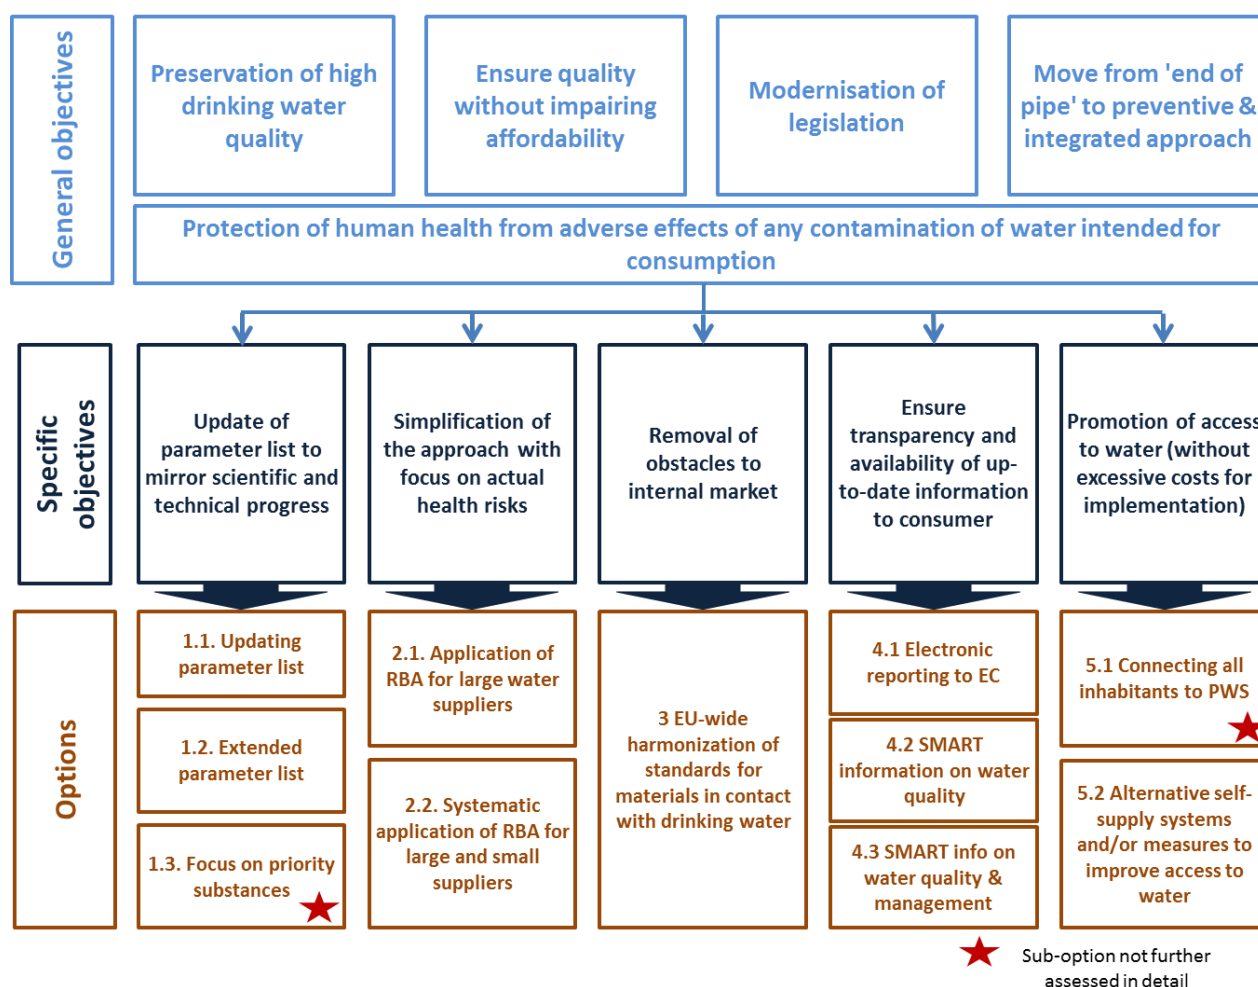 General objectives
Preservation of high
drinking water
quality
Ensure quality
without impairing
affordability
Modernisation of
legislation
Move from 'end of
pipe' to preventive &
integrated approach
Protection of human health from adverse effects of any contamination of water intended for
consumption
Specific
objectives
Update of
parameter list to
mirror scientific and
technical progress
Simplification of
the approach with
focus on actual
health risks
Removal of
obstacles to
internal market
Ensure
transparency and
availability of up-
to-date information
to consumer
Promotion of access
to water (without
excessive costs for
implementation)
Options
1.1. Updating
parameter list
1.2. Extended
parameter list
1.3. Focus on priority
substances
2.1. Application of
RBA for large water
suppliers
2.2. Systematic
application of RBA for
large and small
suppliers
3 EU-wide
harmonization of
standards for
materials in contact
with drinking water
4.1 Electronic
reporting to EC
4.2 SMART
information on water
quality
4.3 SMART info on
water quality &
management
5.1 Connecting all
inhabitants to PWS
5.2 Alternative self-
supply systems
and/or measures to
improve access to
water
Sub-option not further
assessed in detail